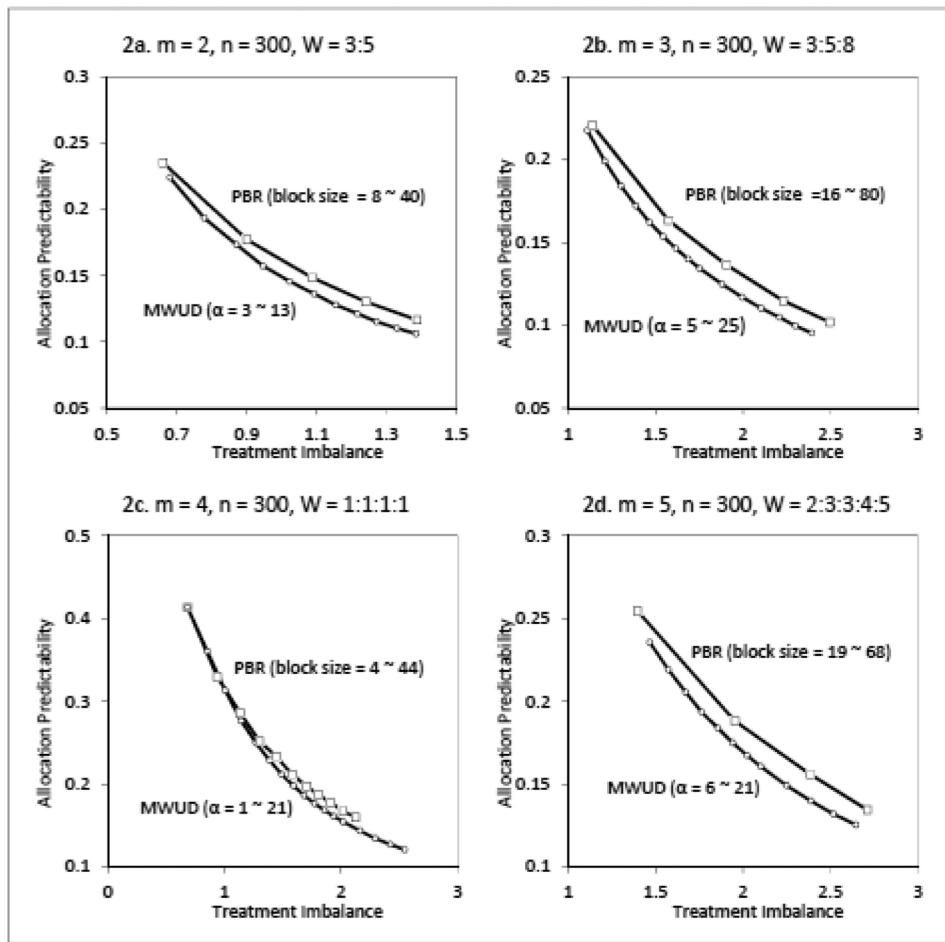 2a. m = 2, n = 300, W = 3:5
0.3
0.25
0.2
0.15
0.1
0.05
Allocation Predictability
PBR (block size = 8 ~ 40)
MWUD (α = 3 ~ 13)
0.5 0.7 0.9 1.1 1.3 1.5
Treatment Imbalance
2b. m = 3, n = 300, W = 3:5:8
0.25
0.2
0.15
0.1
0.05
Allocation Predictability
PBR (block size =16 ~ 80)
MWUD (α = 5 ~ 25)
1 1.5 2 2.5 3
Treatment Imbalance
2c. m = 4, n = 300, W = 1:1:1:1
0.5
0.4
0.3
0.2
0.1
Allocation Predictability
PBR (block size = 4 ~ 44)
MWUD (α = 1 ~ 21)
0 1 2 3
Treatment Imbalance
2d. m = 5, n = 300, W = 2:3:3:4:5
0.3
0.25
0.2
0.15
0.1
Allocation Predictability
PBR (block size = 19 ~ 68)
MWUD (α = 6 ~ 21)
1 1.5 2 2.5 3
Treatment Imbalance